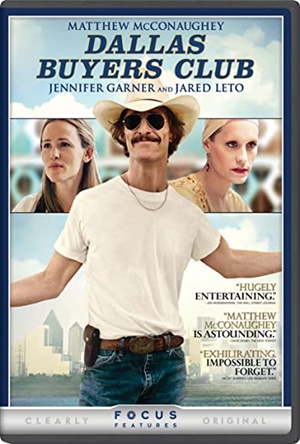 MATTHEW McCONAUGHEY
DALLAS
BUYERS CLUB
JENNIFER GARNER AND JARED LETO
"HUGELY
ENTERTAINING."
"MATTHEW
McCONAUGHEY
IS ASTOUNDING."
"EXHILARATING.
IMPOSSIBLE TO
FORGET."
CLEARLY FOCUS ORIGINAL
FEATURES